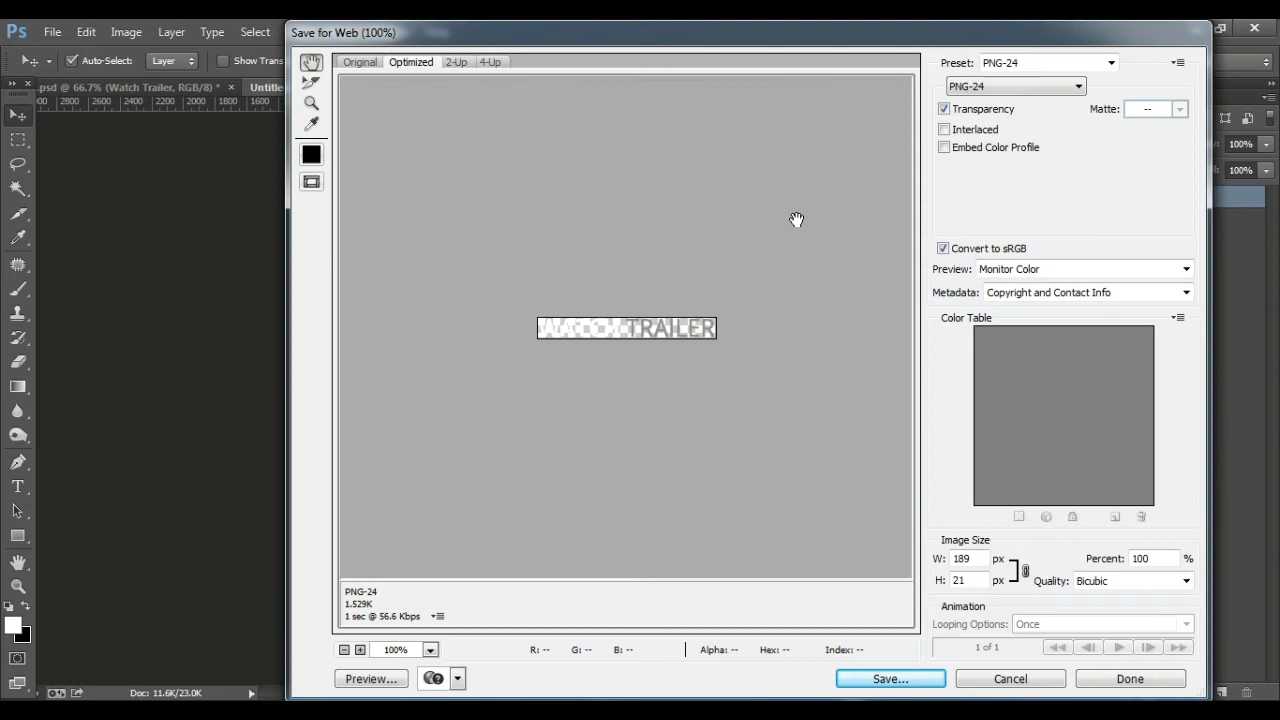 Ps File Edit Image Layer Type Select
Save for Web (100%)
Auto-Select: Layer Show Trans
.psd @ 66.7% (Watch Trailer, RGB/8) * × Untitle
2800 2600 2400 2200 2000 1800 1600
Original Optimized 2-Up 4-Up
Preset: PNG-24
PNG-24
Transparency Matte: --
Interlaced
Embed Color Profile
100%
100%
Convert to sRGB
Preview: Monitor Color
Metadata: Copyright and Contact Info
Color Table
WATCH TRAILER
Image Size
W: 189 px Percent: 100 %
H: 21 px Quality: Bicubic
PNG-24
1.529K
1 sec @ 56.6 Kbps
Animation
Looping Options: Once
1 of 1
100% R: -- G: -- B: -- Alpha: -- Hex: -- Index: --
Preview... Save... Cancel Done
Doc: 11.6K/23.0K